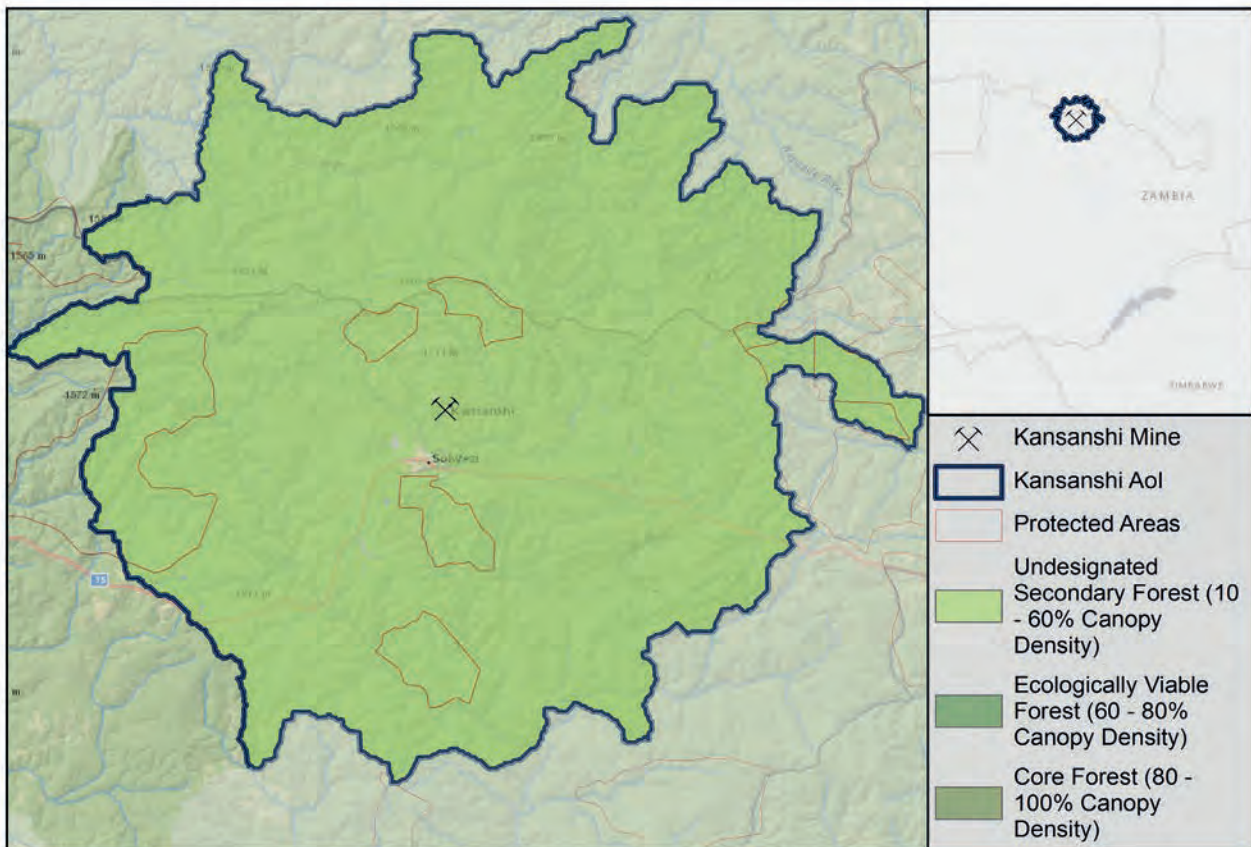 1565 m
1572 m
Kansanshi
Solwezi
T5
m
m
ZAMBIA
ZIMBABWE
Kansanshi Mine
Kansanshi AoI
Protected Areas
Undesignated
Secondary Forest (10
- 60% Canopy
Density)
Ecologically Viable
Forest (60 - 80%
Canopy Density)
Core Forest (80 -
100% Canopy
Density)